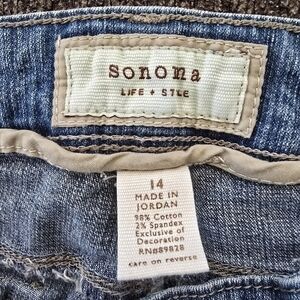 sonoma
LIFE + STYLE
14
MADE IN
JORDAN
98% Cotton
2% Spandex
Exclusive of
Decoration
RN#89828
care on reverse